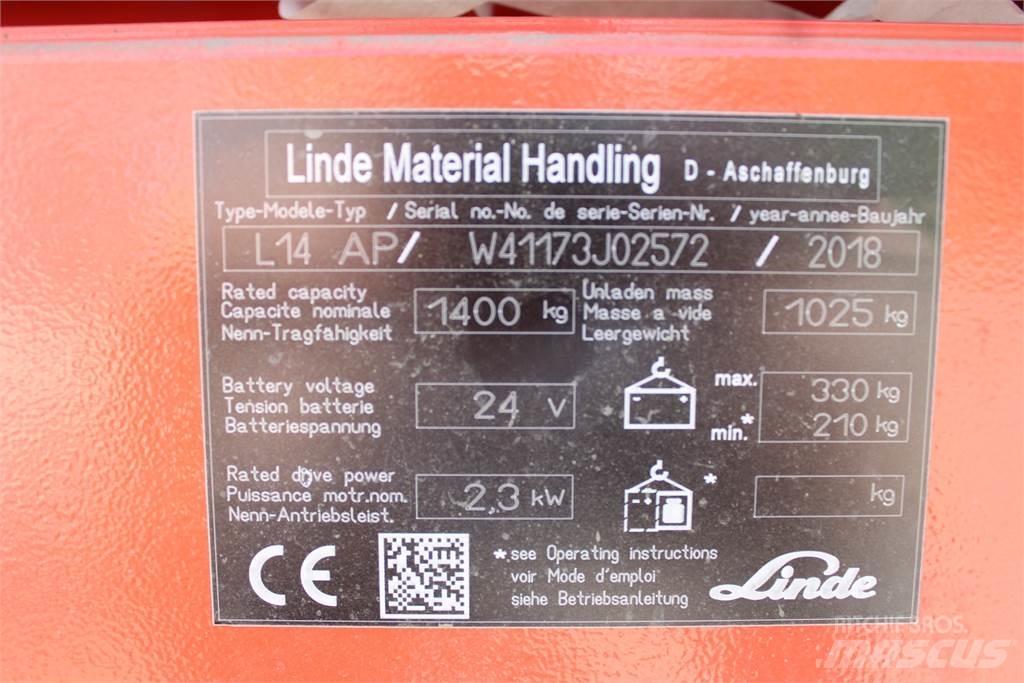 Linde Material Handling D - Aschaffenburg
Type-Modele-Typ / Serial no.-No. de serie-Serien-Nr. / year-annee-Baujahr
L14 AP/ W41173J02572 / 2018
Rated capacity
Capacite nominale
Nenn-Tragfähigkeit
1400 kg
Unladen mass
Masse a vide
Leergewicht
1025 kg
Battery voltage
Tension batterie
Batteriespannung
24 V
max. 330 kg
min.* 210 kg
Rated drive power
Puissance motr.nom.
Nenn-Antriebsleist.
2.3 kW
* kg
CE
*see Operating instructions
voir Mode d'emploi
siehe Betriebsanleitung
Linde
RITCHIE BROS.
MASCUS